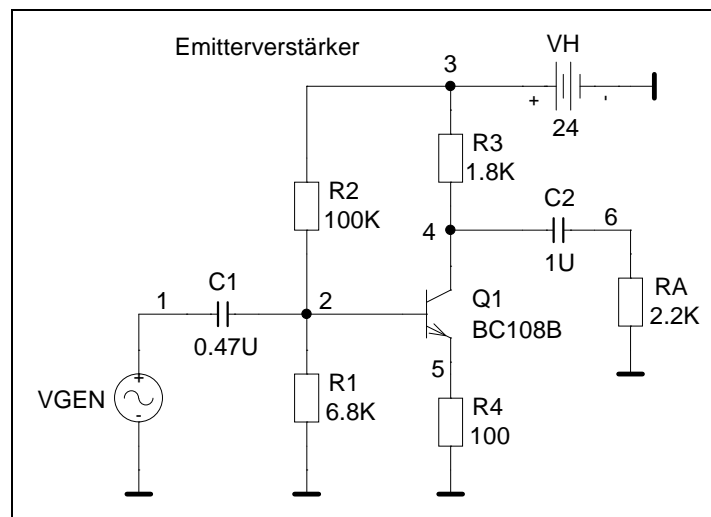 Emitterverstärker
VH
3
+ -
24
R3
1.8K
R2
100K
C2
6
4
1U
C1
RA
2.2K
1
2
Q1
BC108B
0.47U
5
+
VGEN
-
R1
6.8K
R4
100